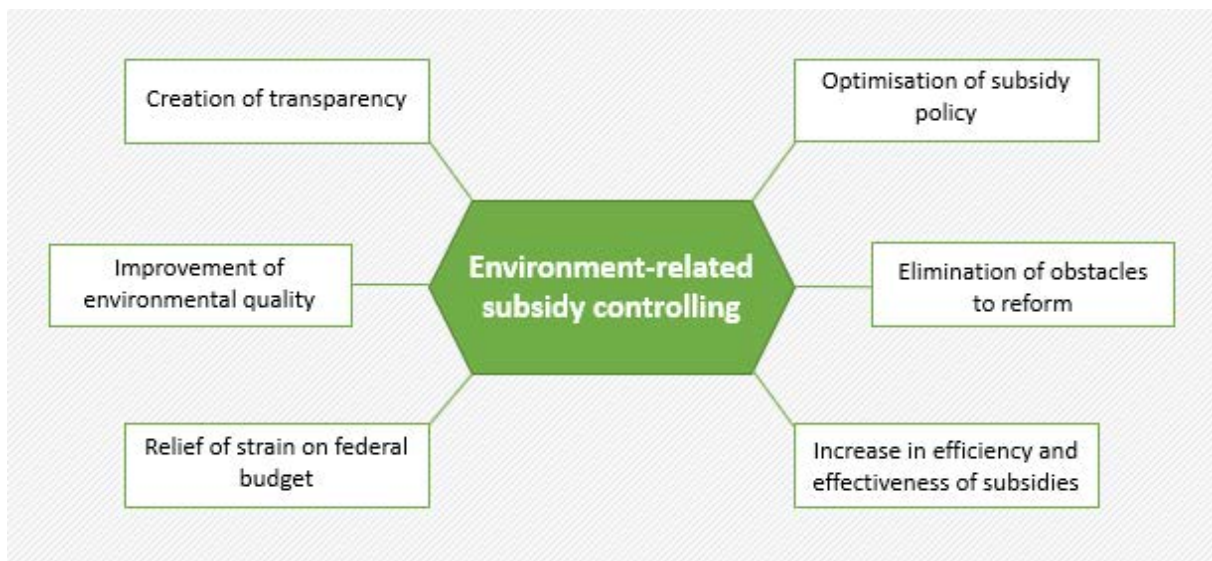 Creation of transparency
Optimisation of subsidy
policy
Environment-related
subsidy controlling
Improvement of
environmental quality
Elimination of obstacles
to reform
Relief of strain on federal
budget
Increase in efficiency and
effectiveness of subsidies